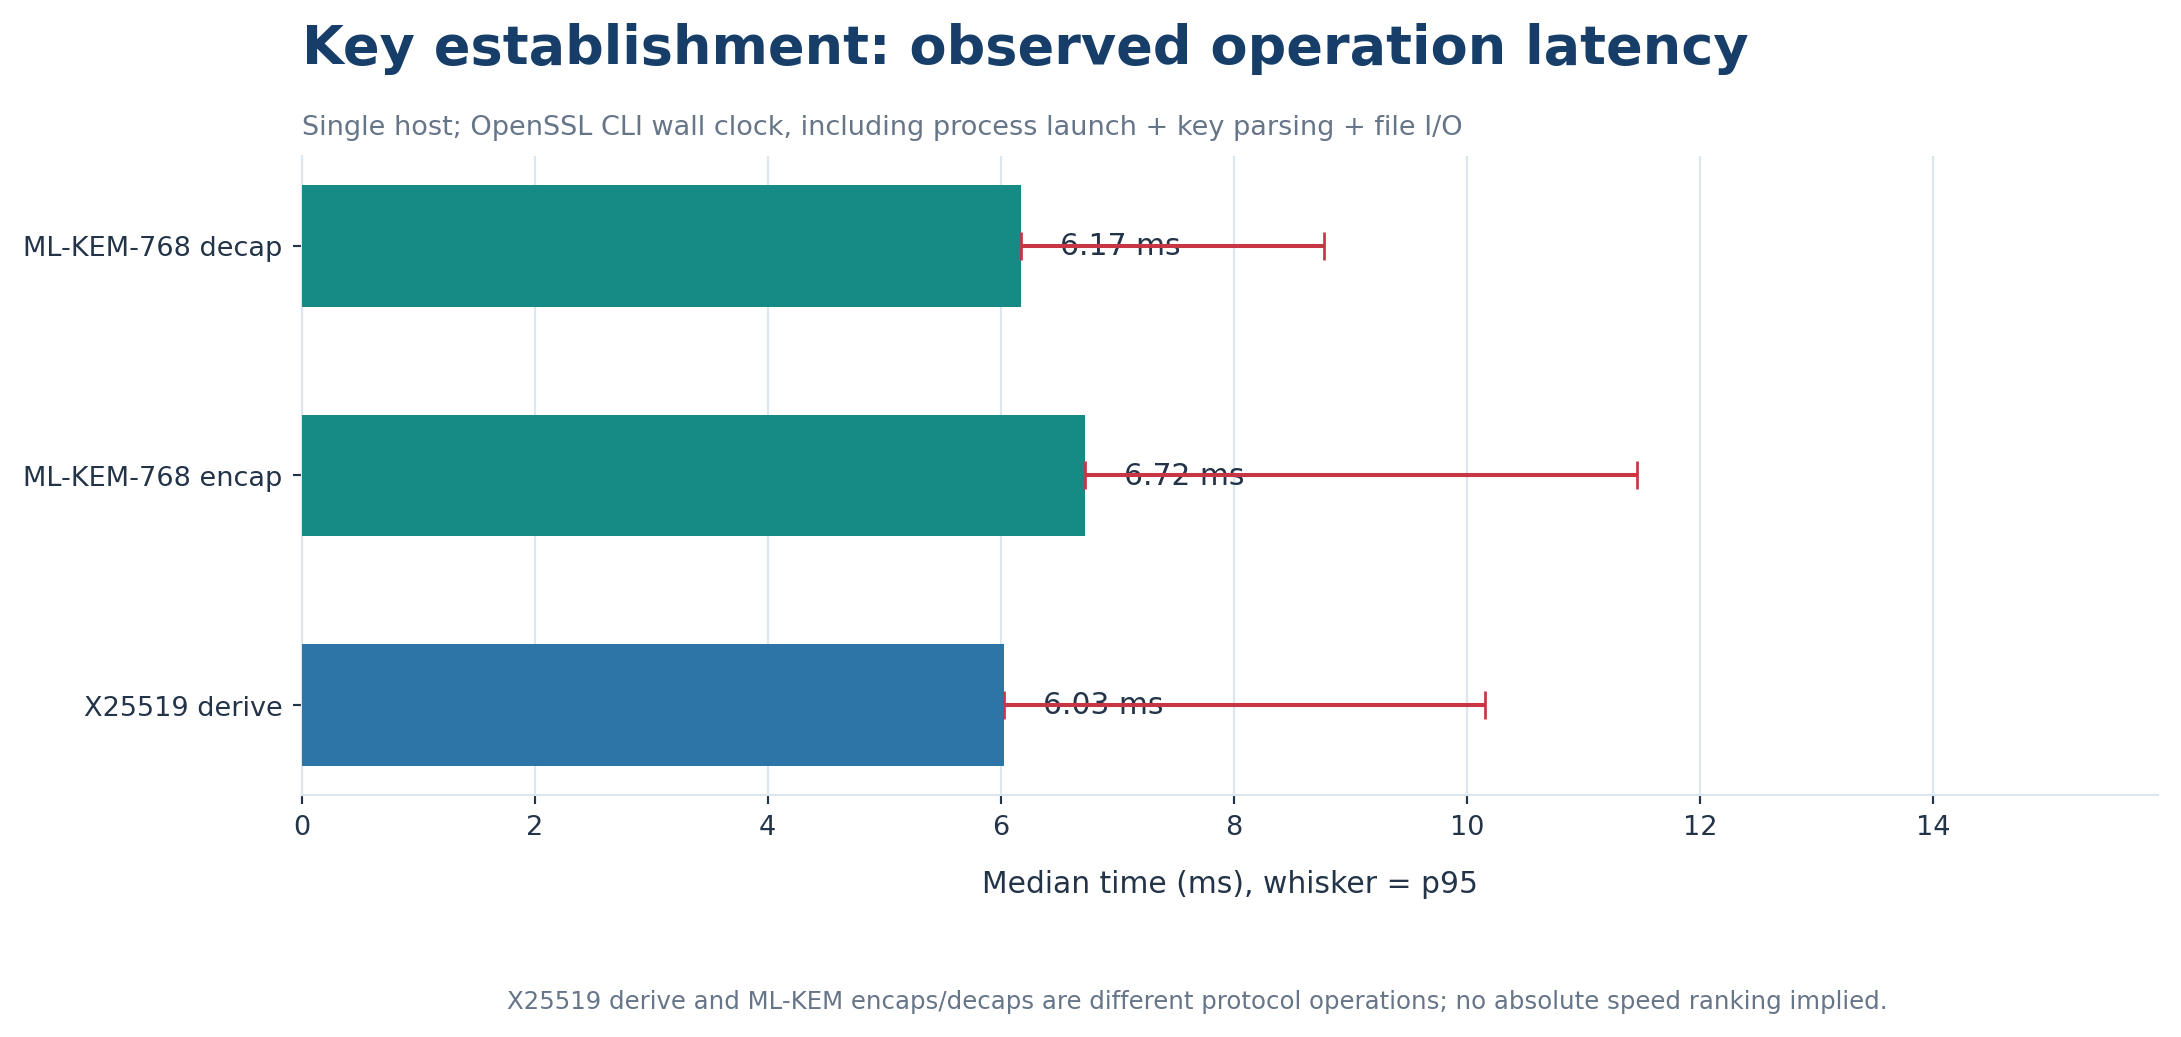 Key establishment: observed operation latency
Single host; OpenSSL CLI wall clock, including process launch + key parsing + file I/O
ML-KEM-768 decap
6.17 ms
ML-KEM-768 encap
6.72 ms
X25519 derive
6.03 ms
0 2 4 6 8 10 12 14
Median time (ms), whisker = p95
X25519 derive and ML-KEM encaps/decaps are different protocol operations; no absolute speed ranking implied.